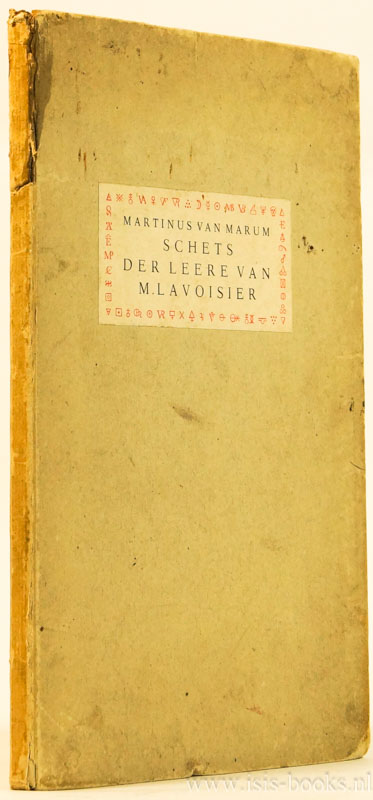 MARTINUS VAN MARUM
SCHETS
DER LEERE VAN
M. LAVOISIER
www.isis-books.nl